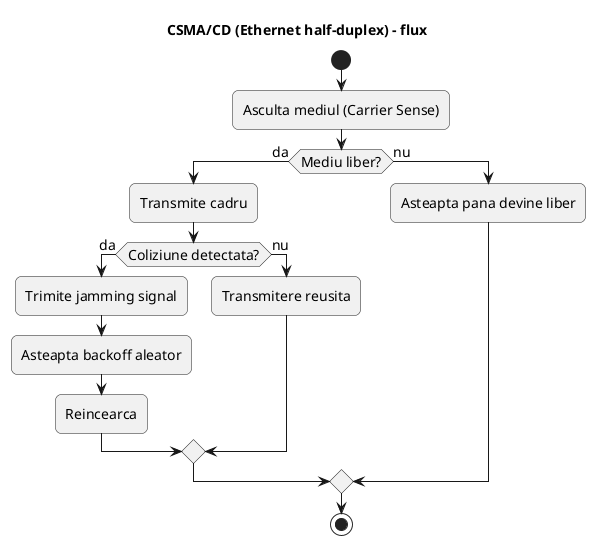 CSMA/CD (Ethernet half-duplex) - flux
Asculta mediul (Carrier Sense)
Mediu liber?
da
nu
Transmite cadru
Asteapta pana devine liber
Coliziune detectata?
da
nu
Trimite jamming signal
Transmitere reusita
Asteapta backoff aleator
Reincearca